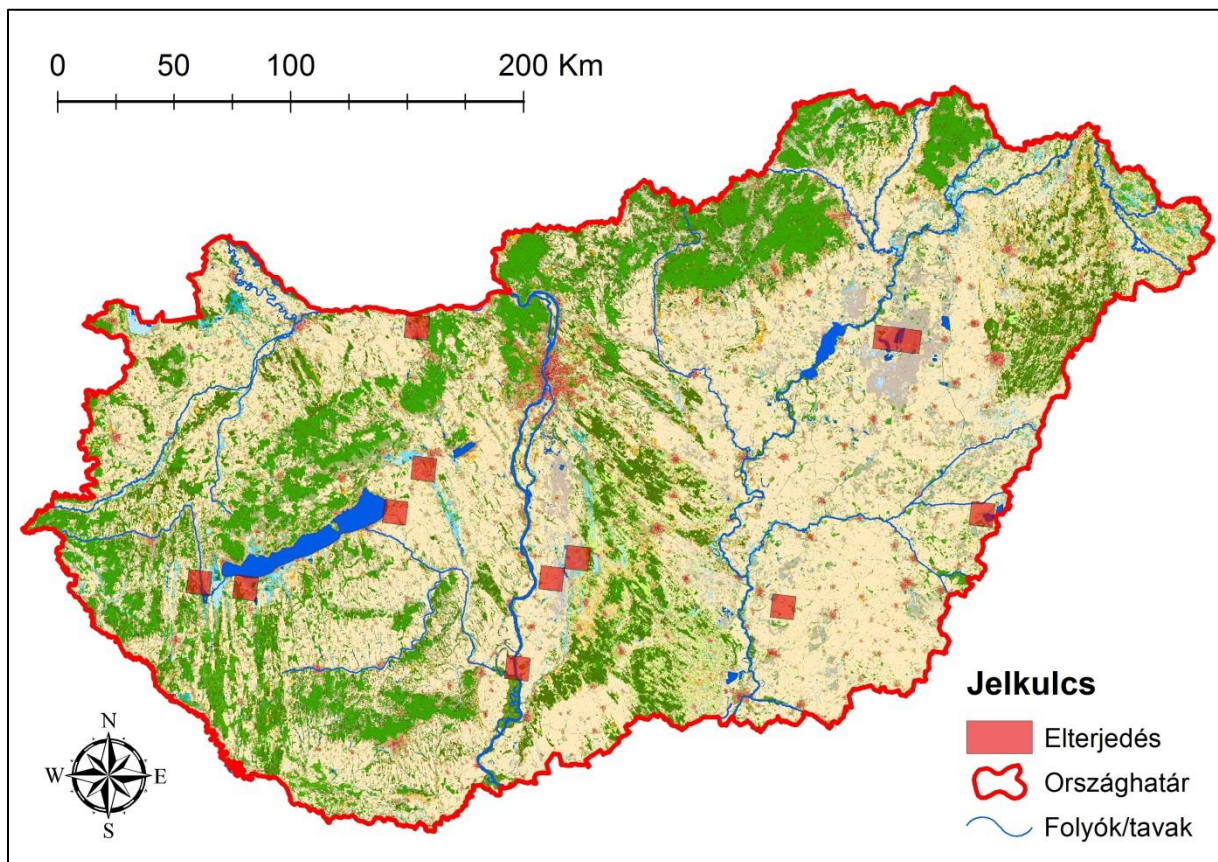 0 50 100 200 Km
N
W E
S
Jelkulcs
Elterjedés
Országhatár
Folyók/tavak